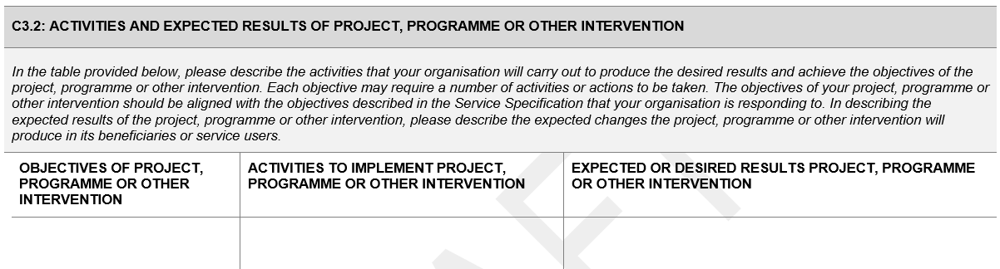 C3.2: ACTIVITIES AND EXPECTED RESULTS OF PROJECT, PROGRAMME OR OTHER INTERVENTION
In the table provided below, please describe the activities that your organisation will carry out to produce the desired results and achieve the objectives of the
project, programme or other intervention. Each objective may require a number of activities or actions to be taken. The objectives of your project, programme or
other intervention should be aligned with the objectives described in the Service Specification that your organisation is responding to. In describing the
expected results of the project, programme or other intervention, please describe the expected changes the project, programme or other intervention will
produce in its beneficiaries or service users.
OBJECTIVES OF PROJECT,
PROGRAMME OR OTHER
INTERVENTION
ACTIVITIES TO IMPLEMENT PROJECT,
PROGRAMME OR OTHER INTERVENTION
EXPECTED OR DESIRED RESULTS PROJECT, PROGRAMME
OR OTHER INTERVENTION